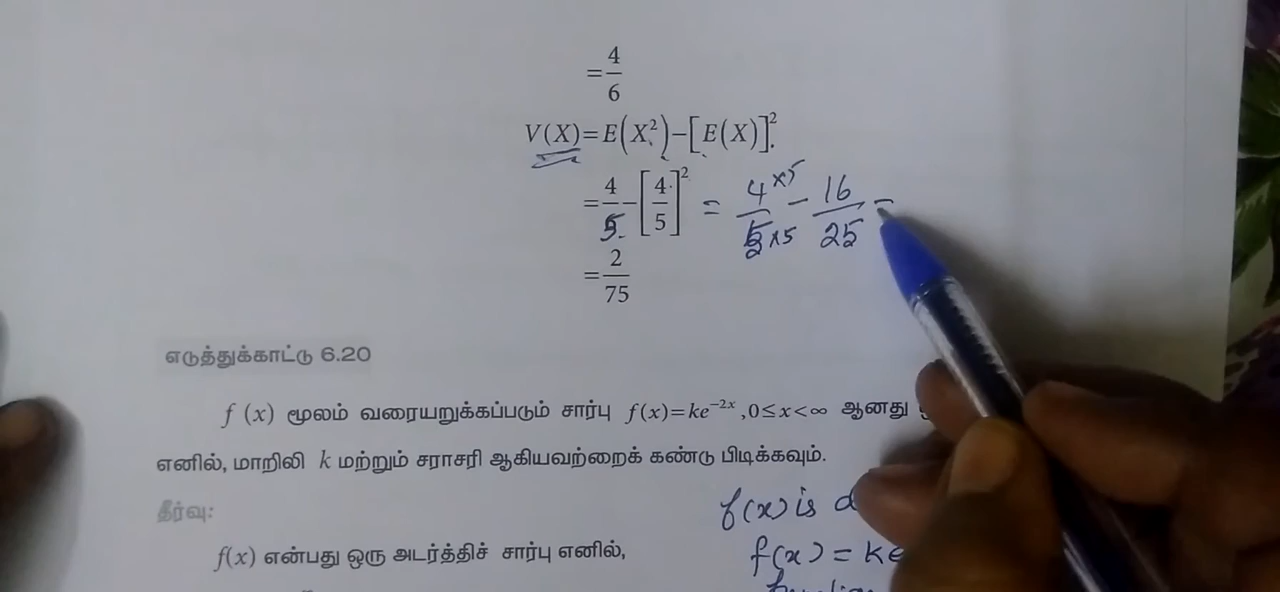 = 4/6
V(X)=E(X²)−[E(X)]²
= 4/5 − [4/5]² = 4×5/5×5 − 16/25 =
= 2/75
எடுத்துக்காட்டு 6.20
f (x) மூலம் வரையறுக்கப்படும் சார்பு f(x)=ke⁻²ˣ ,0≤x<∞ ஆனது
எனில், மாறிலி k மற்றும் சராசரி ஆகியவற்றைக் கண்டு பிடிக்கவும்.
தீர்வு:
f(x) is
f(x) என்பது ஒரு அடர்த்திச் சார்பு எனில்,
f(x) = ke